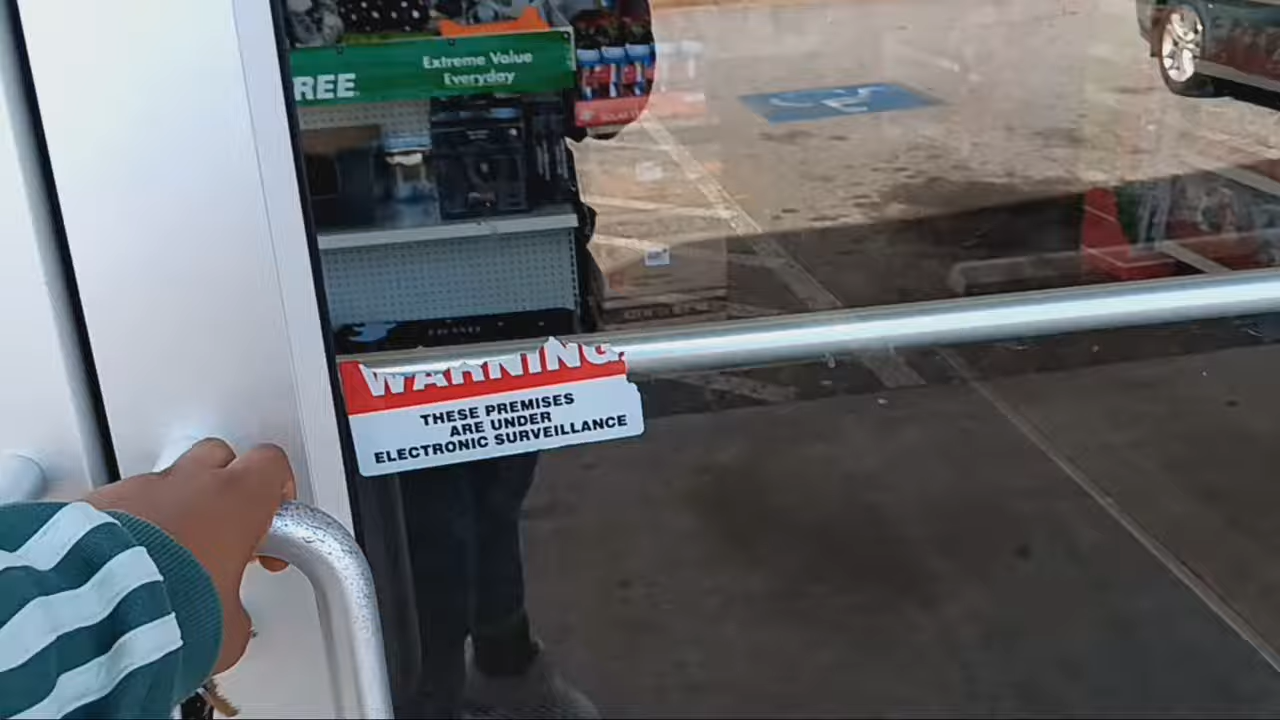 REE
Extreme Value
Everyday
WARNING
THESE PREMISES
ARE UNDER
ELECTRONIC SURVEILLANCE